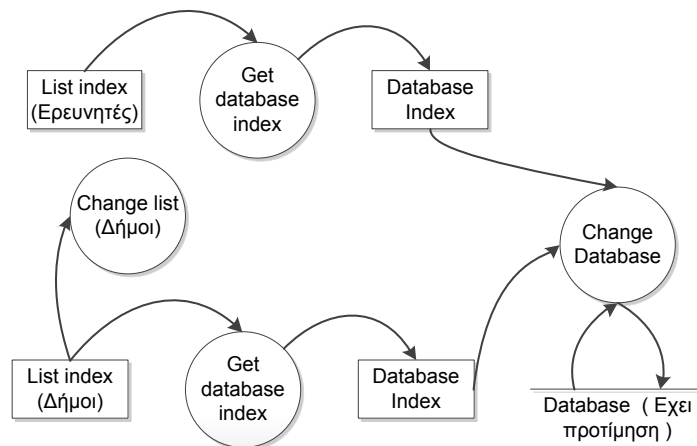 List index
(Ερευνητές)
Get
database
index
Database
Index
Change list
(Δήμοι)
Change
Database
List index
(Δήμοι)
Get
database
index
Database
Index
Database ( Εχει
προτίμηση )